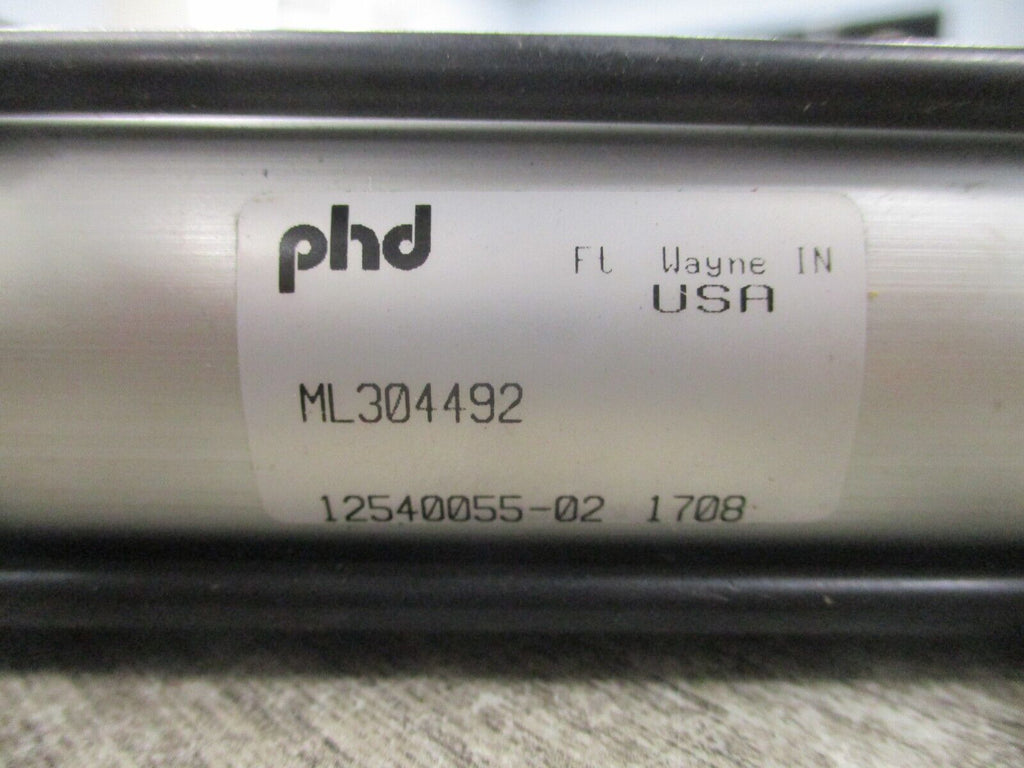 phd
Ft Wayne IN
USA
ML304492
12540055-02 1708